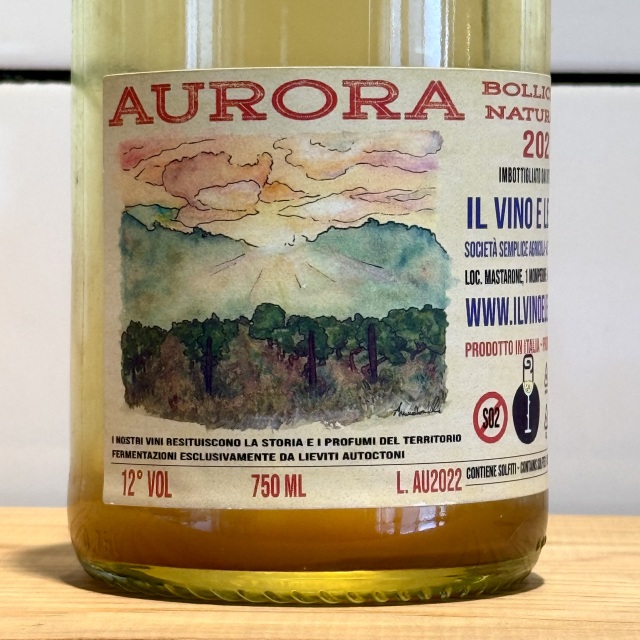 AURORA
BOLLIC
NATUR
202
IMBOTTIGLIATO
IL VINO E LE
SOCIETÀ SEMPLICE AGRICOLA
LOC. MASTARONE, 1
WWW.ILVINOE
PRODOTTO IN ITALIA -
SO2
I NOSTRI VINI RESITUISCONO LA STORIA E I PROFUMI DEL TERRITORIO
FERMENTAZIONI ESCLUSIVAMENTE DA LIEVITI AUTOCTONI
12° VOL 750 ML L. AU2022
CONTIENE SOLFITI -